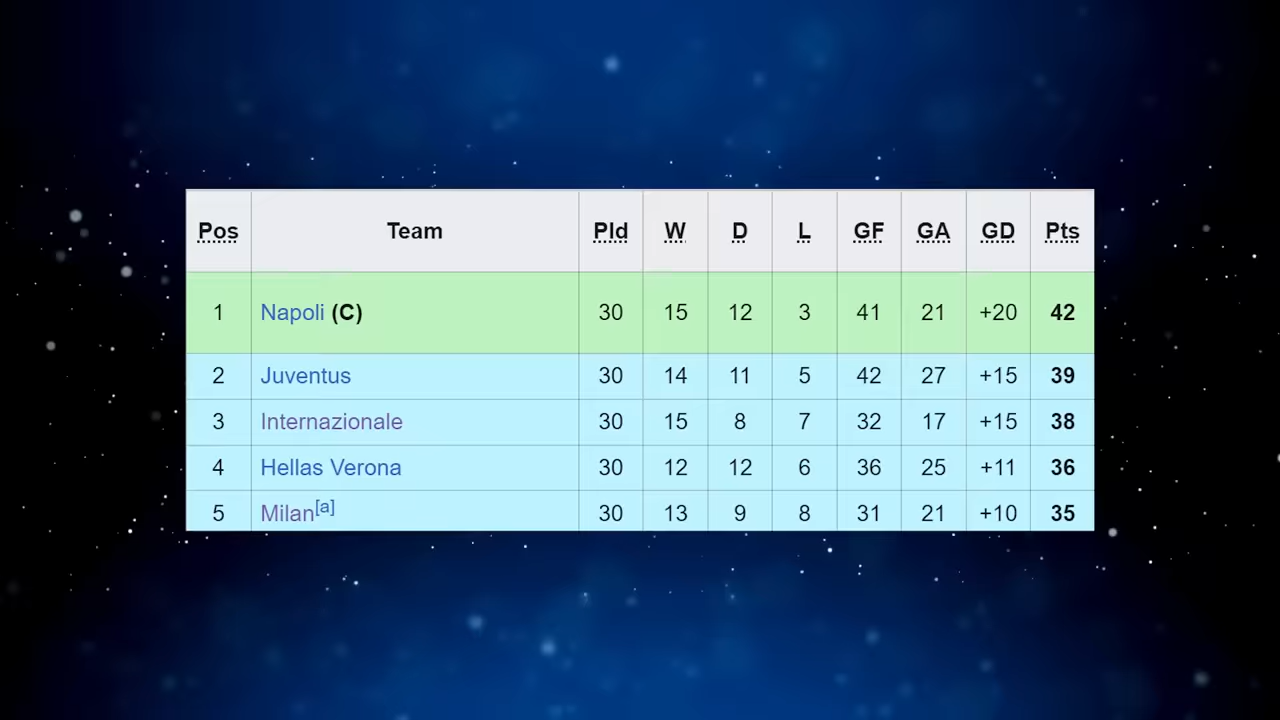 Pos Team Pld W D L GF GA GD Pts
1 Napoli (C) 30 15 12 3 41 21 +20 42
2 Juventus 30 14 11 5 42 27 +15 39
3 Internazionale 30 15 8 7 32 17 +15 38
4 Hellas Verona 30 12 12 6 36 25 +11 36
5 Milan[a] 30 13 9 8 31 21 +10 35